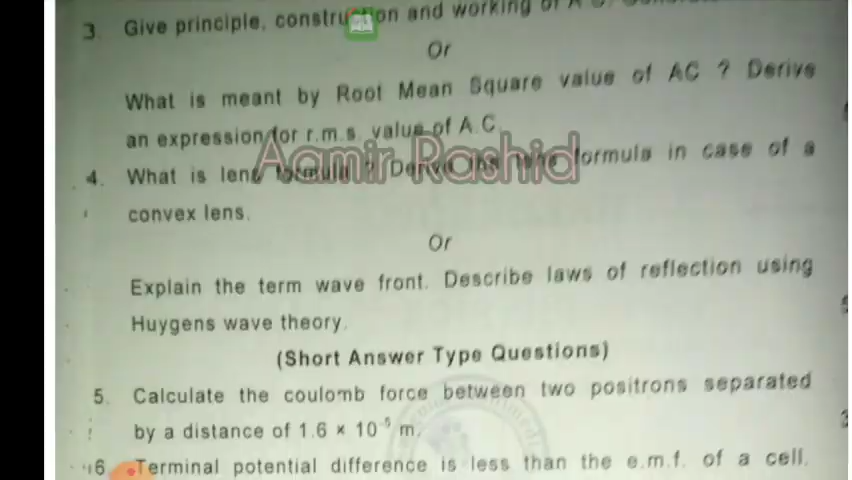 3. Give principle, construction and working of A
Or
What is meant by Root Mean Square value of AC ? Derive
an expression for r.m.s. value of A.C.
Aamir Rashid
4. What is lens formula ? Derive the lens formula in case of a
convex lens.
Or
Explain the term wave front. Describe laws of reflection using
Huygens wave theory.
(Short Answer Type Questions)
5. Calculate the coulomb force between two positrons separated
by a distance of 1.6 × 10⁻⁵ m.
6. Terminal potential difference is less than the e.m.f. of a cell.